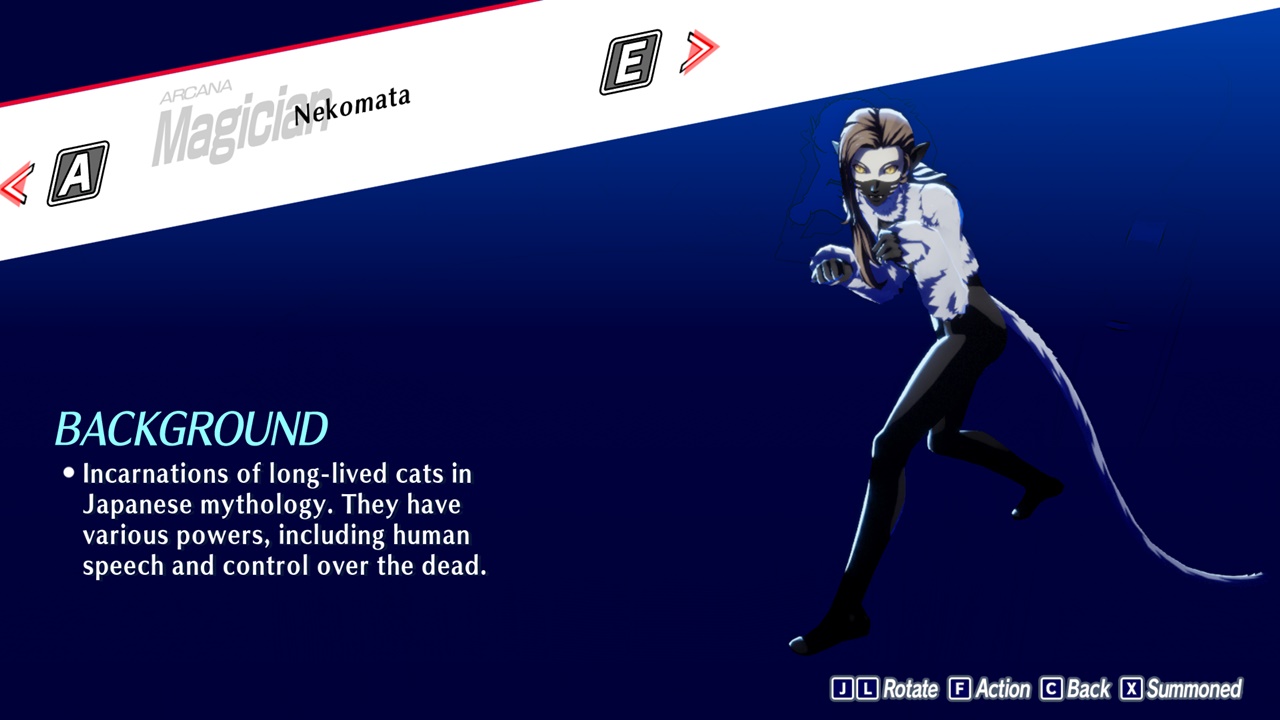 ARCANA
Magician
Nekomata
E
A
BACKGROUND
• Incarnations of long-lived cats in
Japanese mythology. They have
various powers, including human
speech and control over the dead.
J L Rotate F Action C Back X Summoned